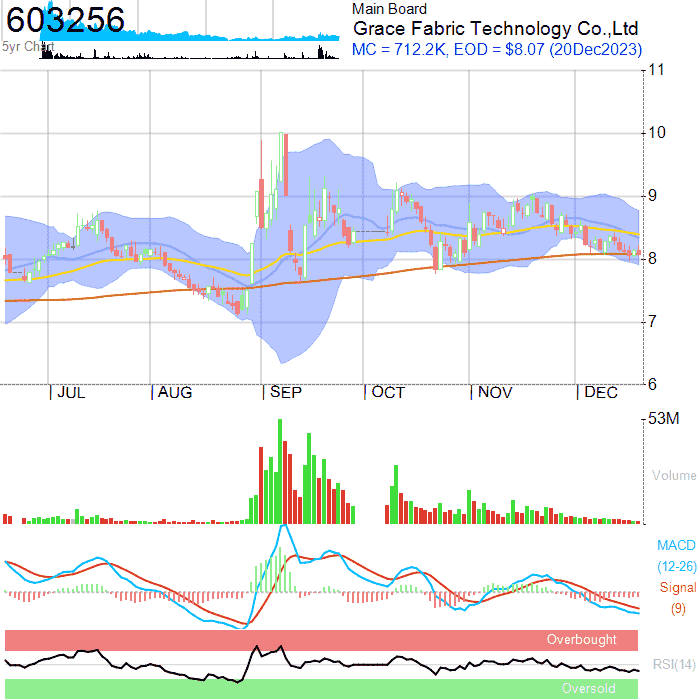 603256
Main Board
Grace Fabric Technology Co.,Ltd
5yr Chart
MC = 712.2K, EOD = $8.07 (20Dec2023)
11
10
9
8
7
6
JUL AUG SEP OCT NOV DEC
53M
Volume
MACD
(12-26)
Signal
(9)
Overbought
RSI(14)
Oversold